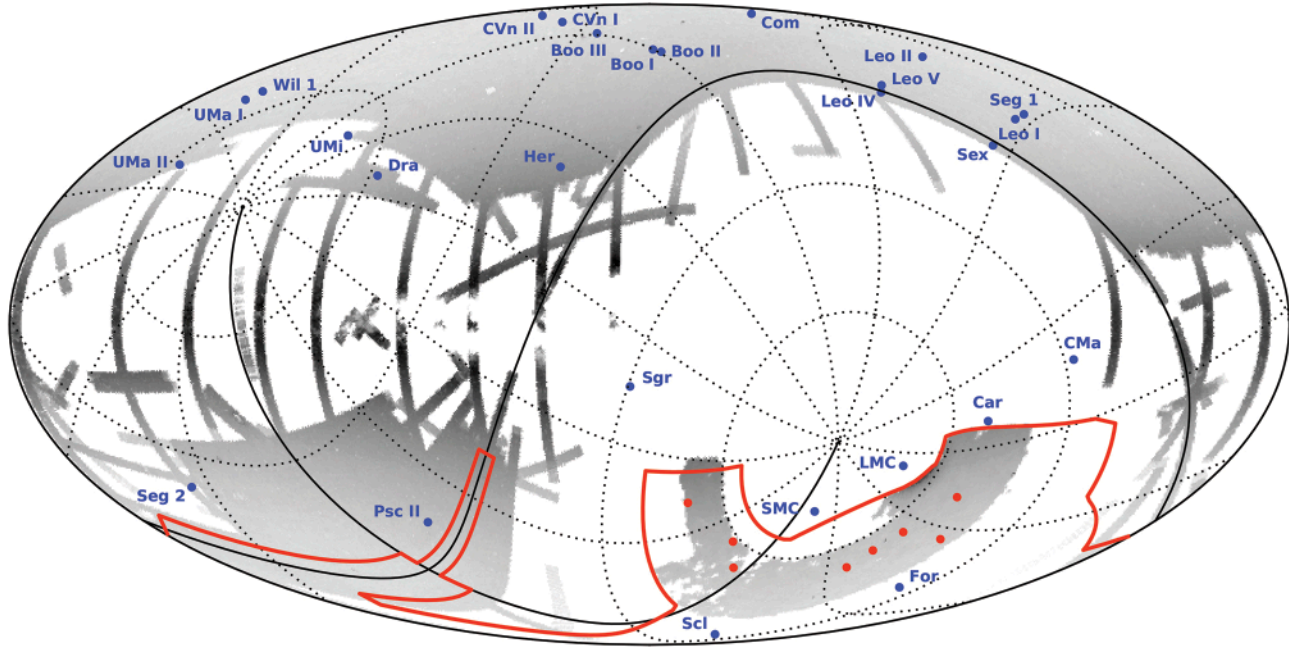 CVn II
CVn I
Com
Boo III
Boo II
Boo I
Leo II
Leo V
Leo IV
Wil 1
UMa I
Seg 1
Leo I
UMi
UMa II
Dra
Her
Sex
CMa
Sgr
Car
LMC
Seg 2
Psc II
SMC
For
Scl